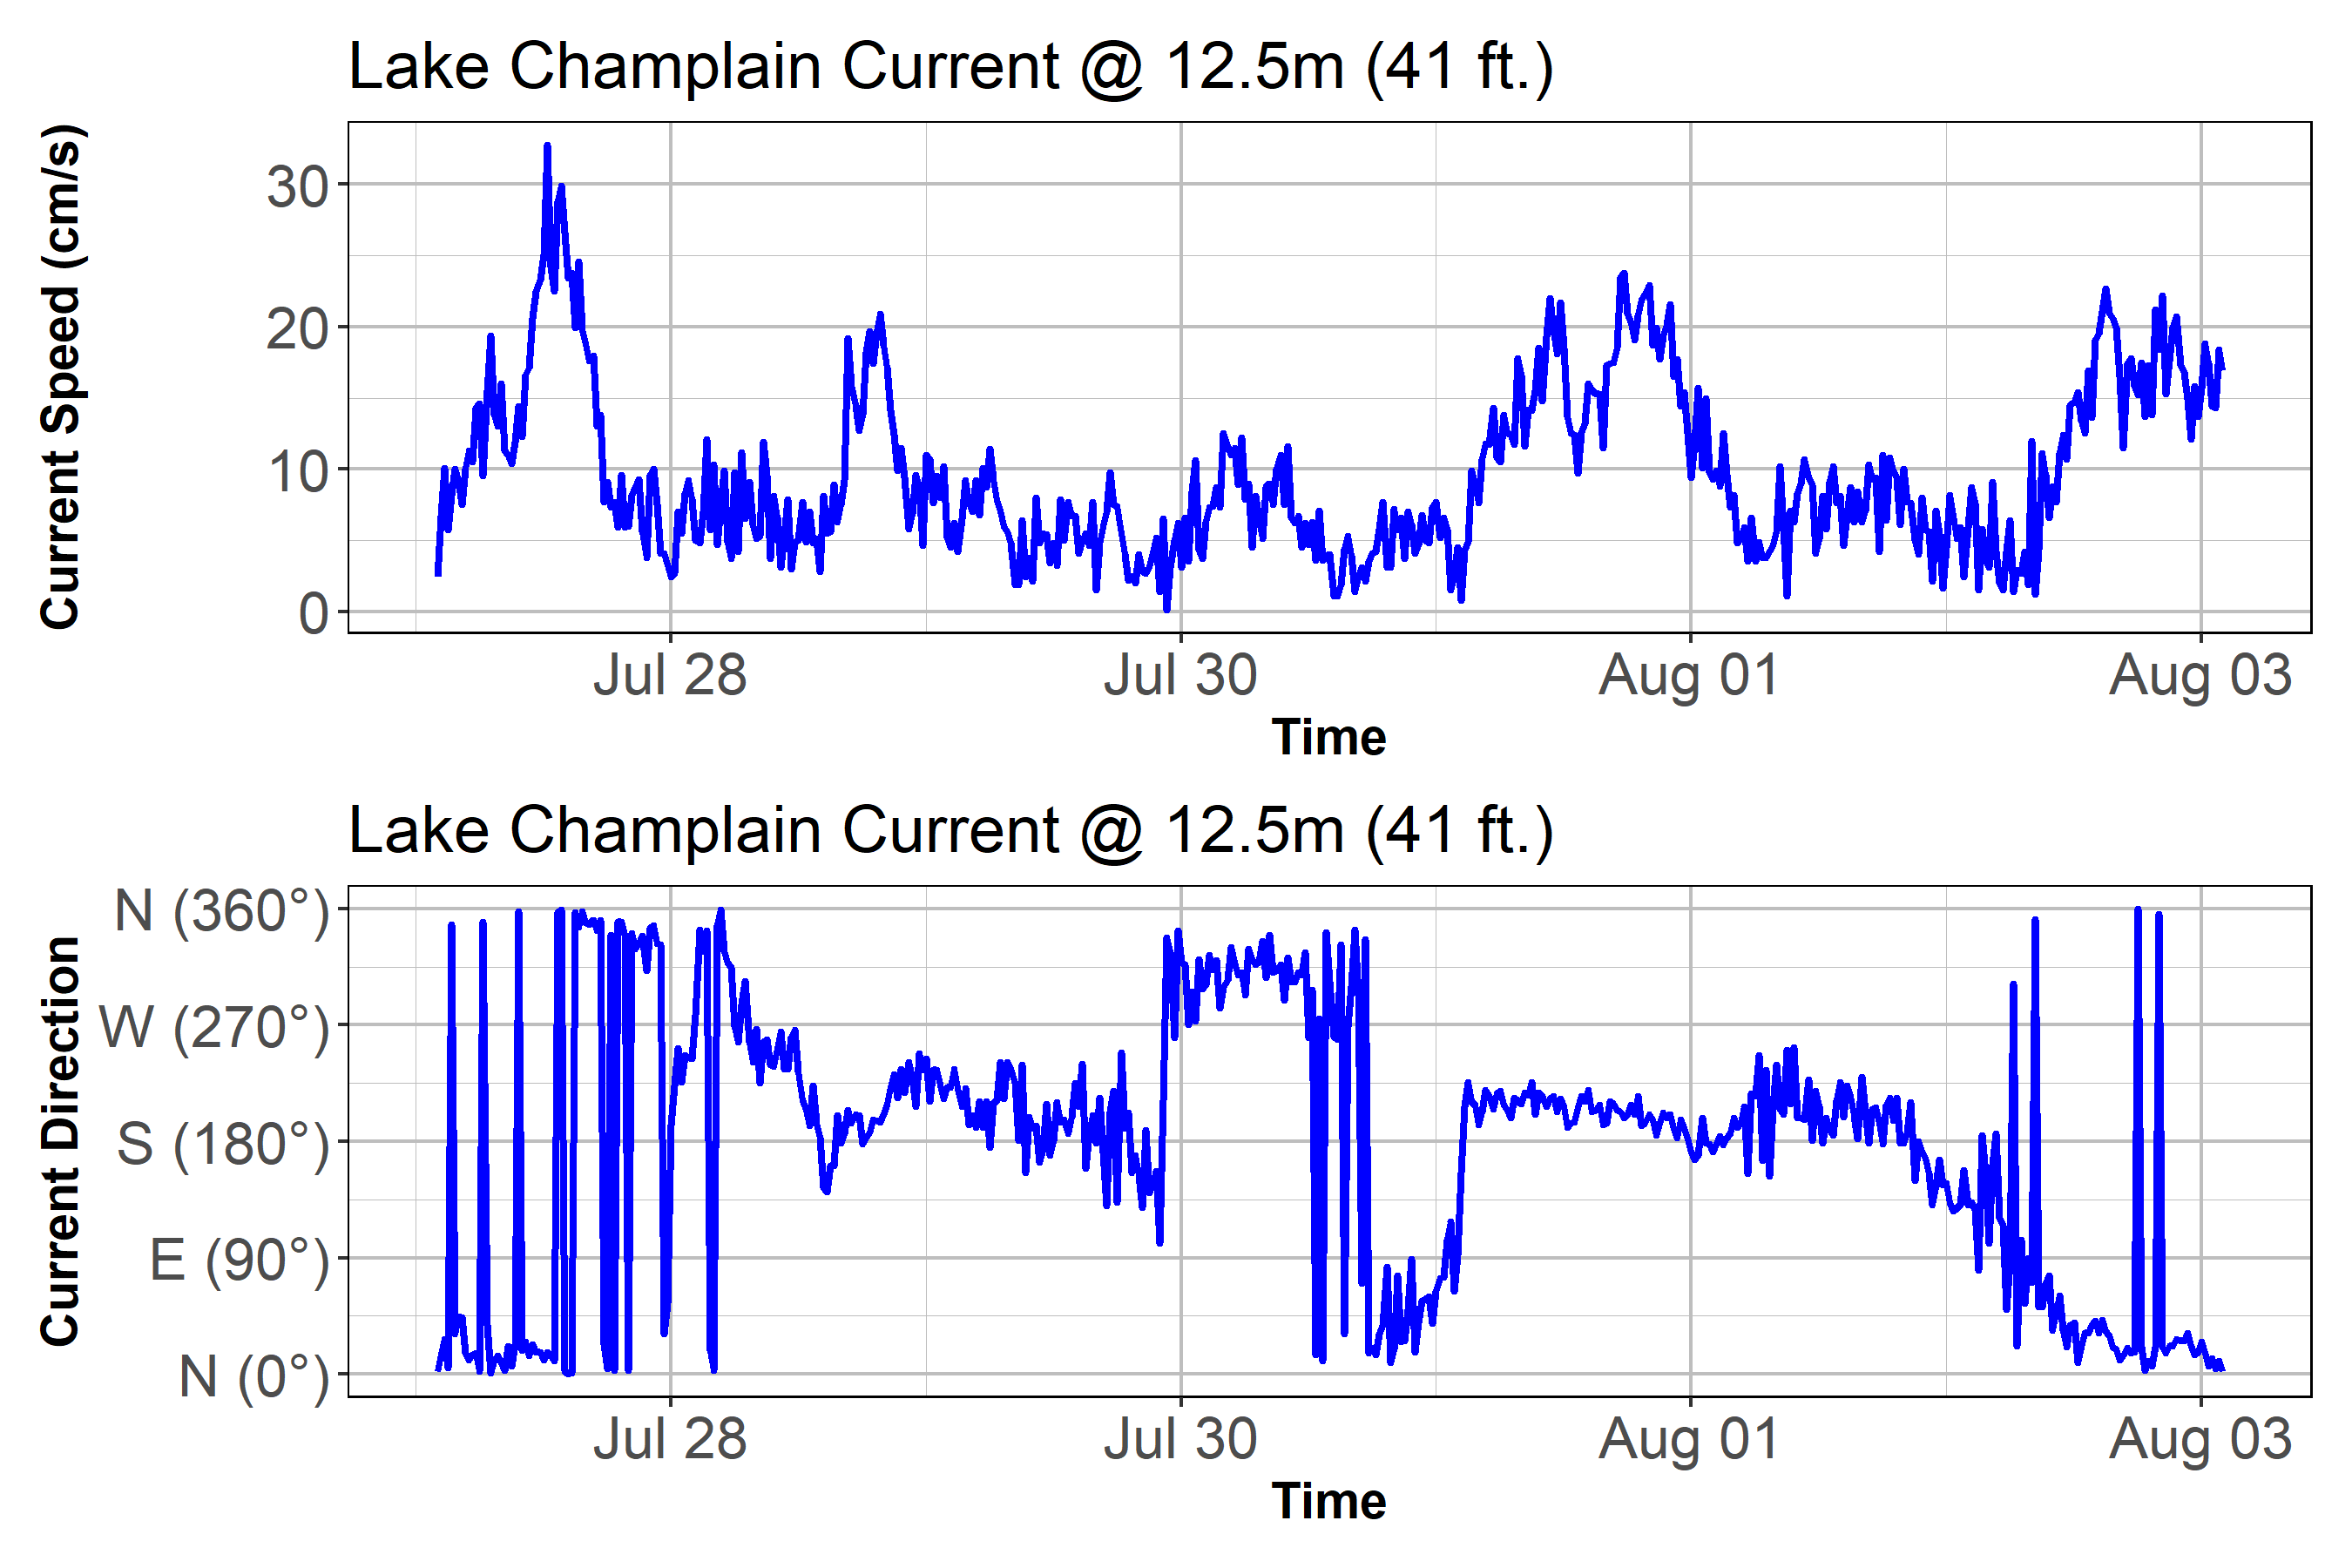 Lake Champlain Current @ 12.5m (41 ft.)
Current Speed (cm/s)
30
20
10
0
Jul 28 Jul 30 Aug 01 Aug 03
Time
Lake Champlain Current @ 12.5m (41 ft.)
Current Direction
N (360°)
W (270°)
S (180°)
E (90°)
N (0°)
Jul 28 Jul 30 Aug 01 Aug 03
Time